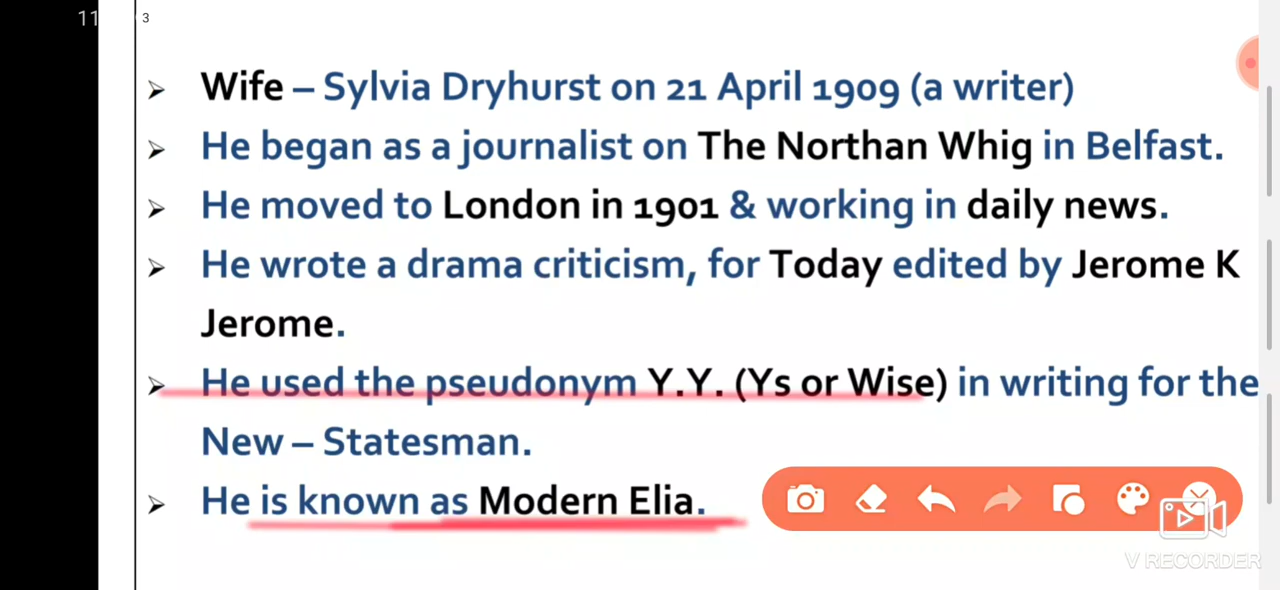 11
3
➢ Wife – Sylvia Dryhurst on 21 April 1909 (a writer)
➢ He began as a journalist on The Northan Whig in Belfast.
➢ He moved to London in 1901 & working in daily news.
➢ He wrote a drama criticism, for Today edited by Jerome K
Jerome.
➢ He used the pseudonym Y.Y. (Ys or Wise) in writing for the
New – Statesman.
➢ He is known as Modern Elia.
V RECORDER